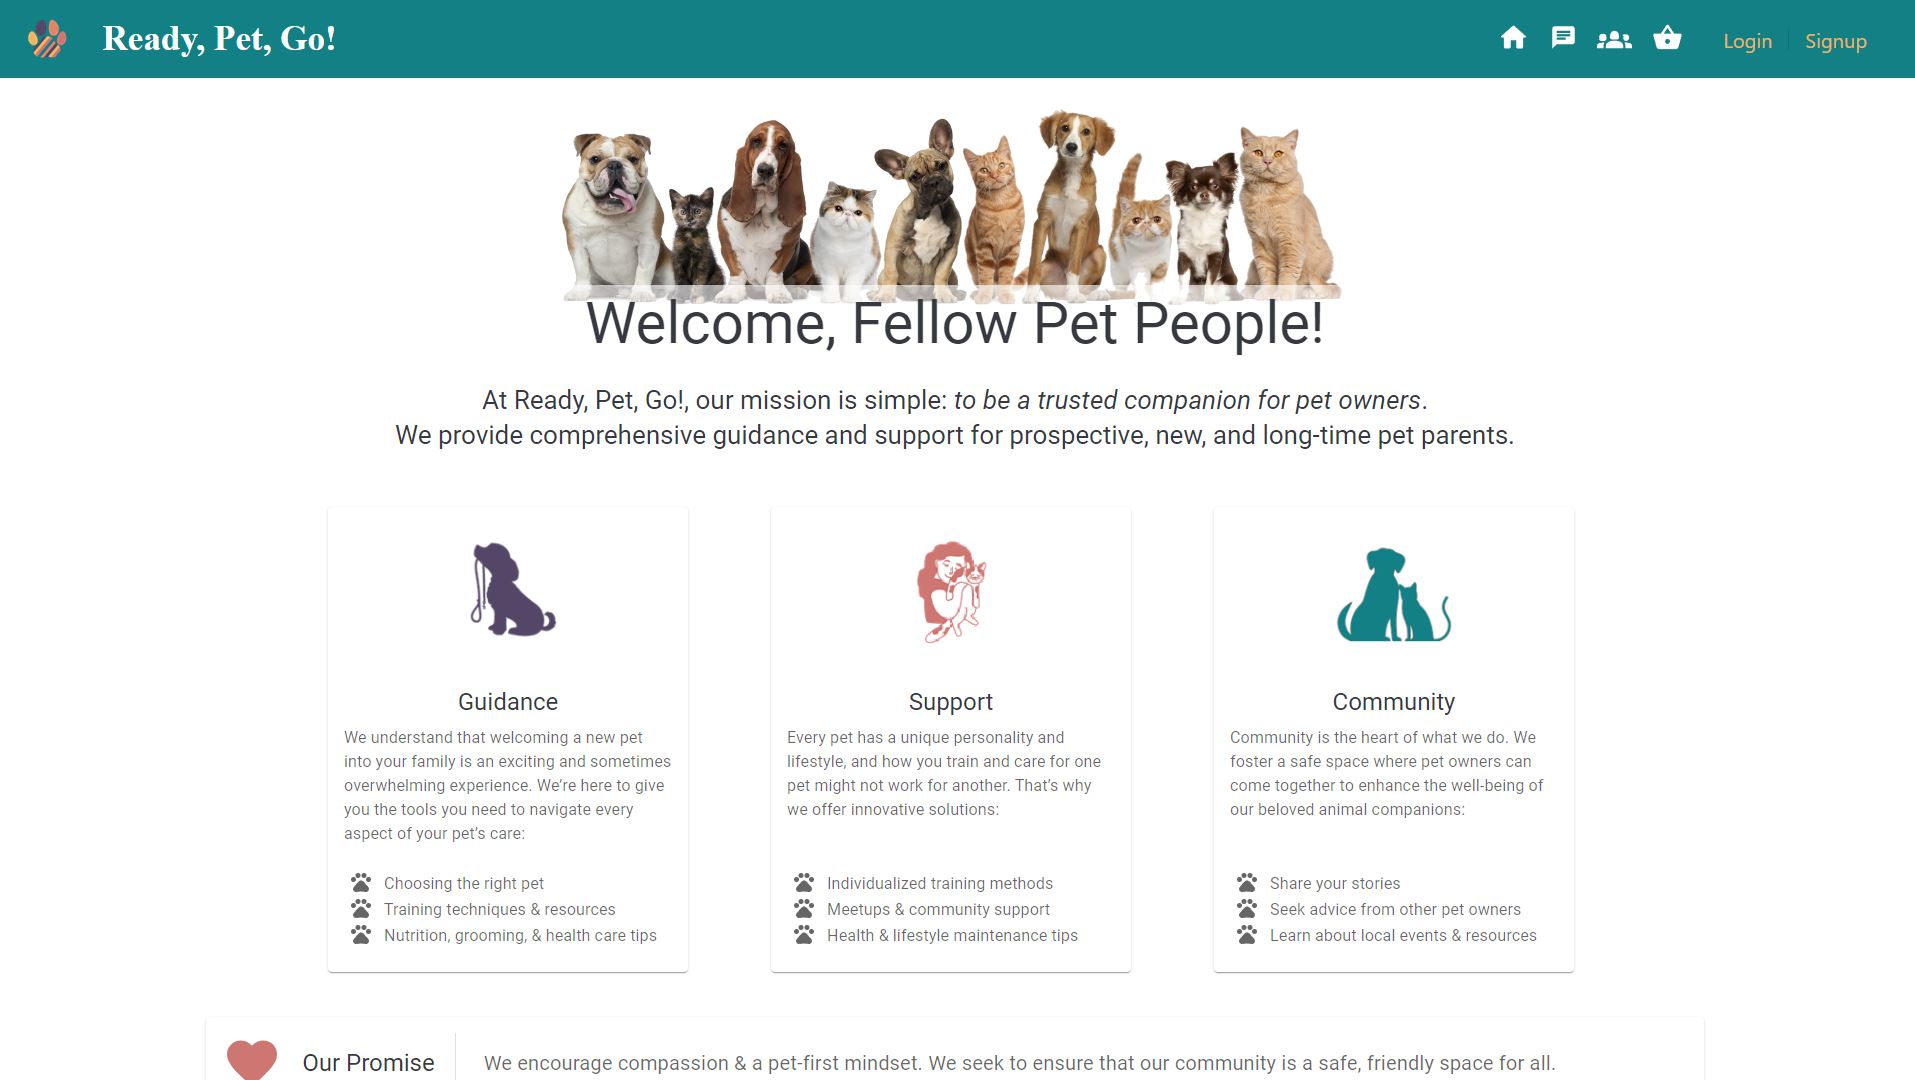 Ready, Pet, Go!
Login
Signup
Welcome, Fellow Pet People!
At Ready, Pet, Go!, our mission is simple: to be a trusted companion for pet owners.
We provide comprehensive guidance and support for prospective, new, and long-time pet parents.
Guidance
We understand that welcoming a new pet
into your family is an exciting and sometimes
overwhelming experience. We’re here to give
you the tools you need to navigate every
aspect of your pet’s care:
Choosing the right pet
Training techniques & resources
Nutrition, grooming, & health care tips
Support
Every pet has a unique personality and
lifestyle, and how you train and care for one
pet might not work for another. That’s why
we offer innovative solutions:
Individualized training methods
Meetups & community support
Health & lifestyle maintenance tips
Community
Community is the heart of what we do. We
foster a safe space where pet owners can
come together to enhance the well-being of
our beloved animal companions:
Share your stories
Seek advice from other pet owners
Learn about local events & resources
Our Promise
We encourage compassion & a pet-first mindset. We seek to ensure that our community is a safe, friendly space for all.